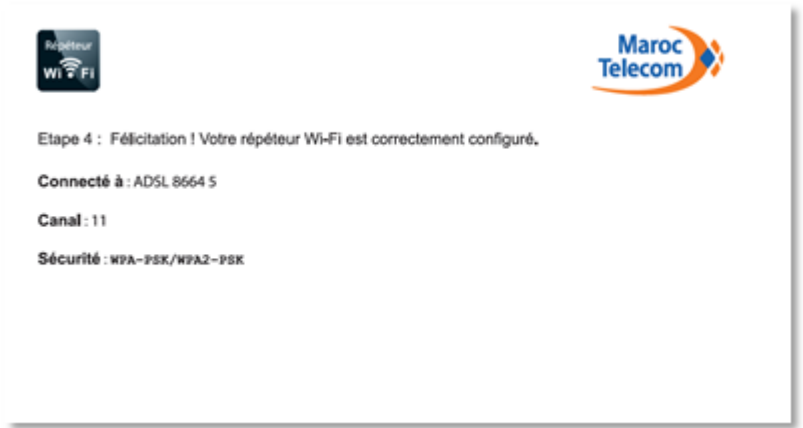 Répéteur
Wi Fi
Maroc
Telecom
Etape 4 : Félicitation ! Votre répéteur Wi-Fi est correctement configuré.
Connecté à : ADSL 8664 5
Canal : 11
Sécurité : WPA-PSK/WPA2-PSK